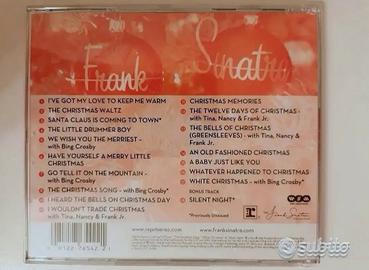 Frank Sinatra
I'VE GOT MY LOVE TO KEEP ME WARM
THE CHRISTMAS WALTZ
SANTA CLAUS IS COMING TO TOWN*
THE LITTLE DRUMMER BOY
WE WISH YOU THE MERRIEST –
with Bing Crosby
HAVE YOURSELF A MERRY LITTLE
CHRISTMAS
GO TELL IT ON THE MOUNTAIN –
with Bing Crosby
THE CHRISTMAS SONG – with Bing Crosby*
I HEARD THE BELLS ON CHRISTMAS DAY
I WOULDN'T TRADE CHRISTMAS
with Tina, Nancy & Frank Jr.
CHRISTMAS MEMORIES
THE TWELVE DAYS OF CHRISTMAS –
with Tina, Nancy & Frank Jr.
THE BELLS OF CHRISTMAS
(GREENSLEEVES) – with Tina, Nancy
& Frank Jr.
AN OLD FASHIONED CHRISTMAS
A BABY JUST LIKE YOU
WHATEVER HAPPENED TO CHRISTMAS
WHITE CHRISTMAS – with Bing Crosby*
BONUS TRACK
SILENT NIGHT*
*Previously Unissued
www.franksinatra.com
subito